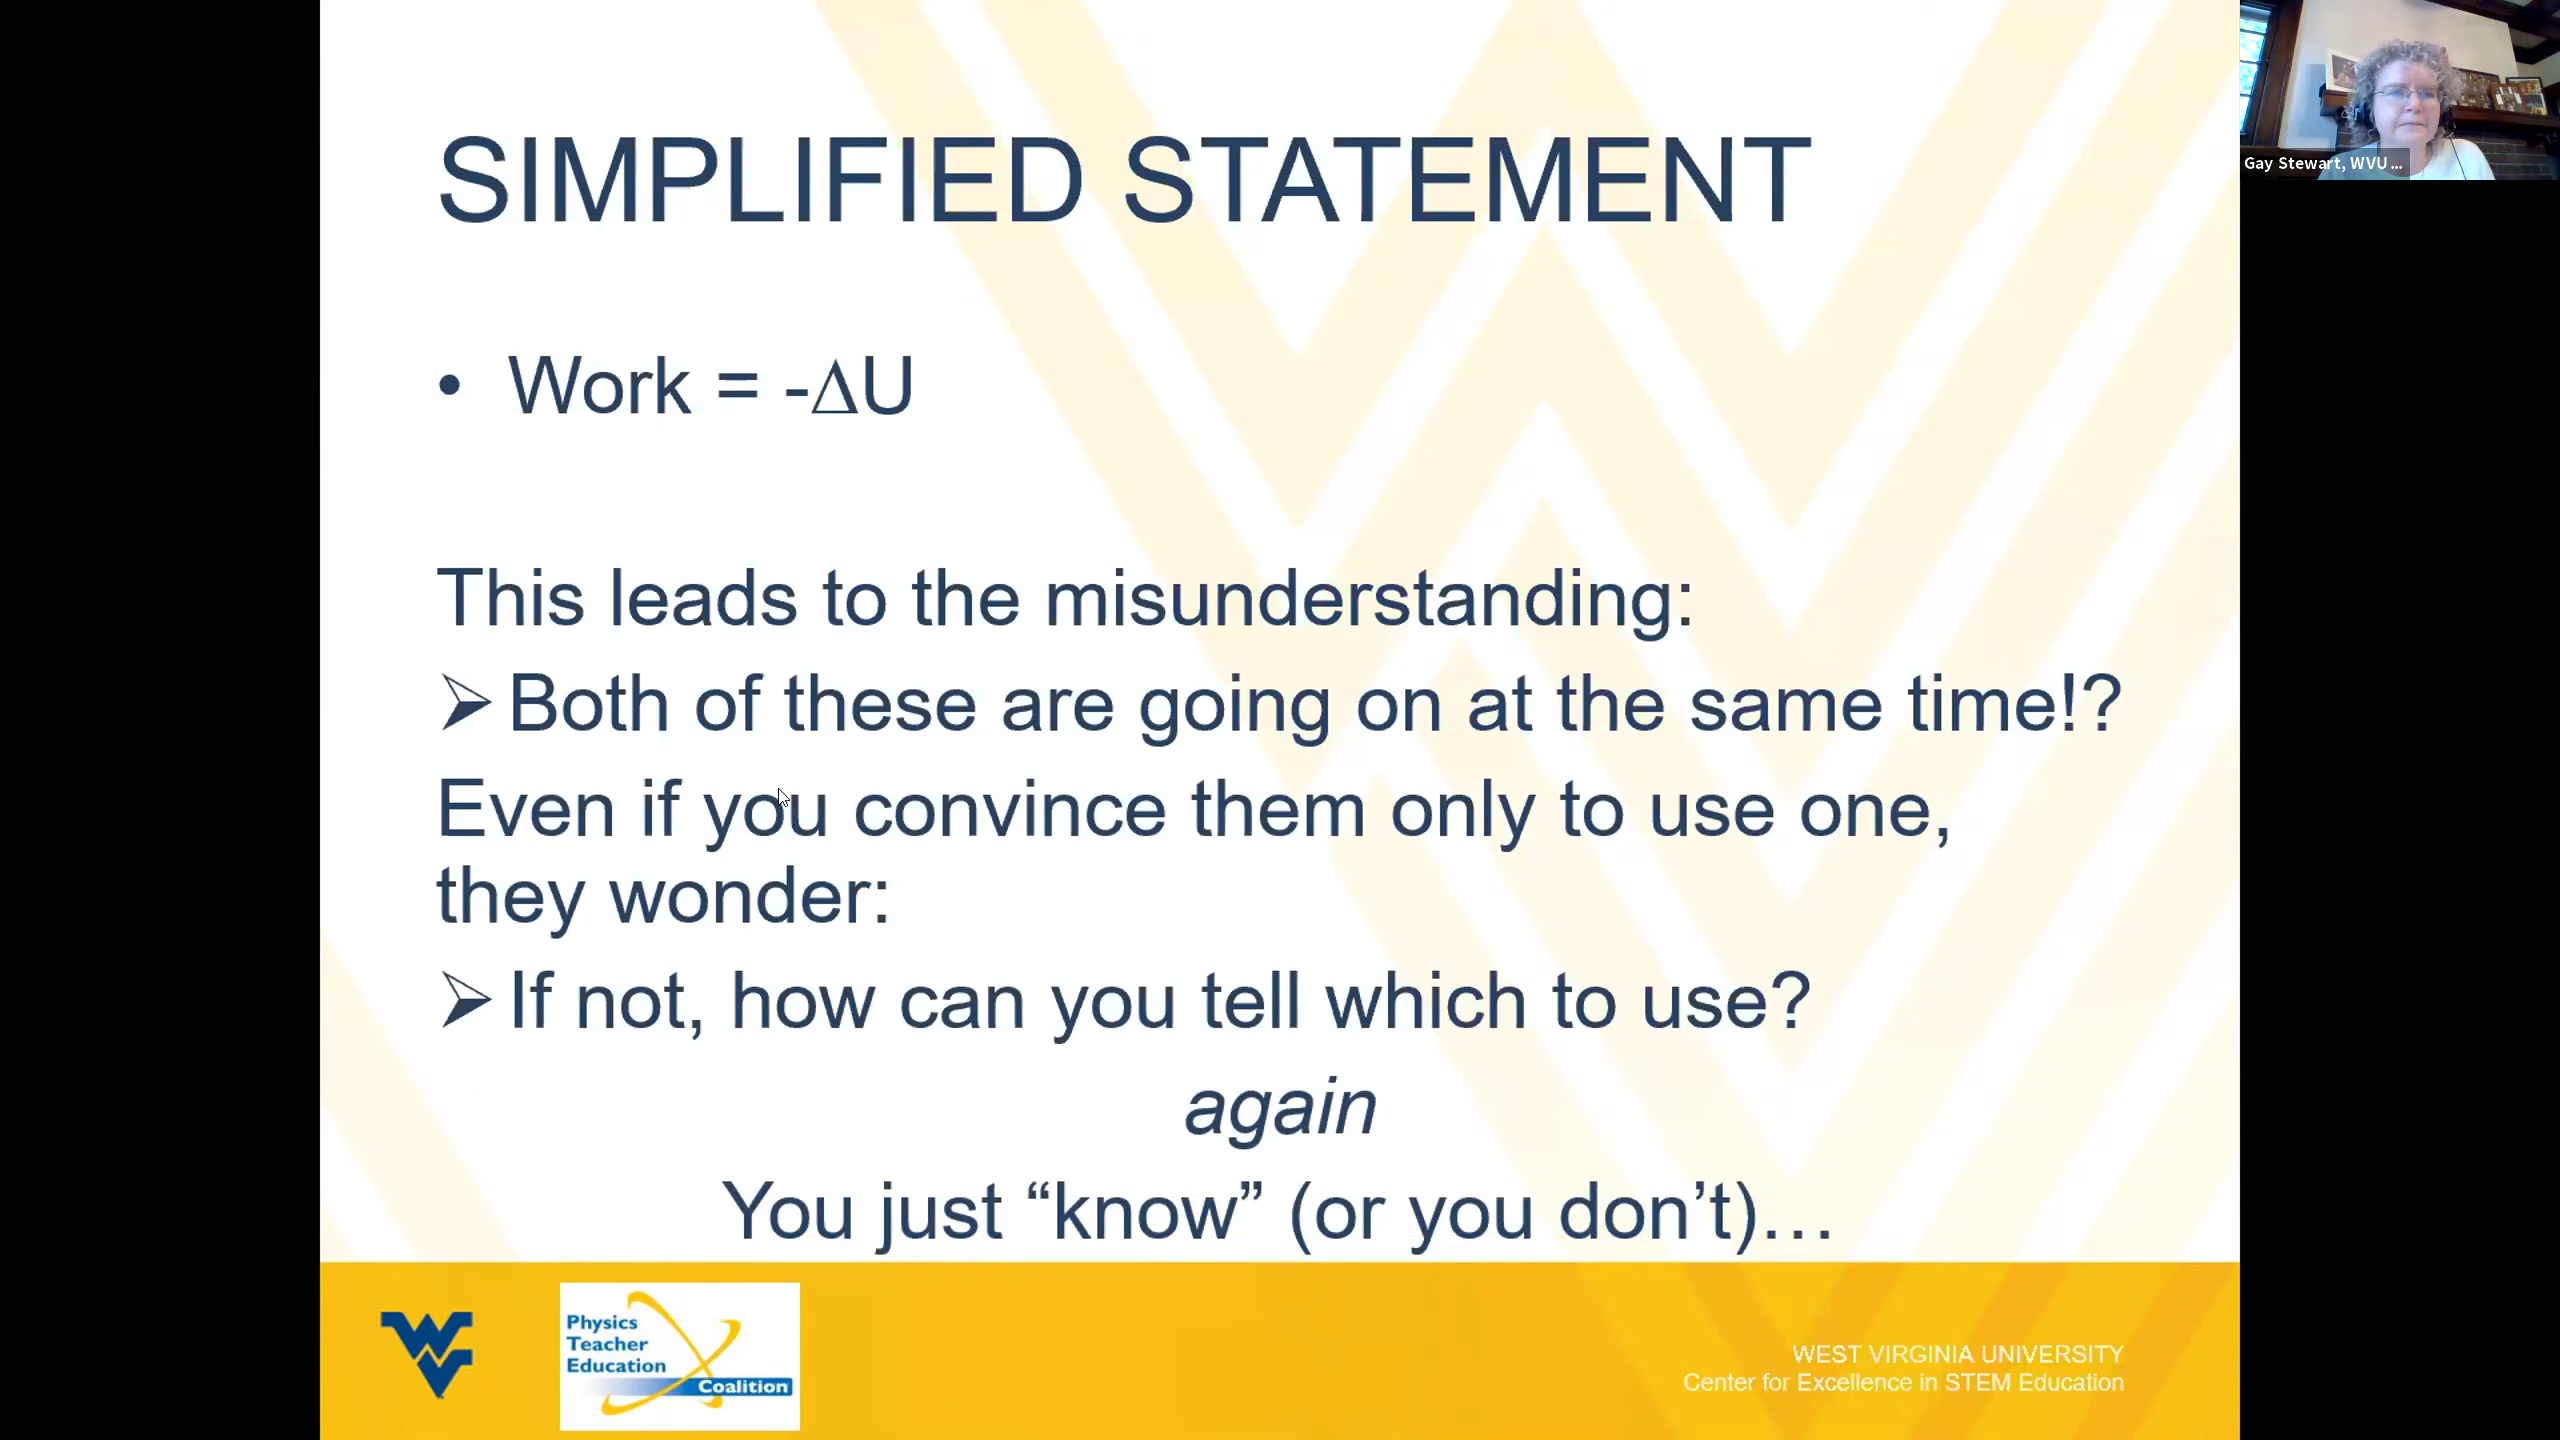 SIMPLIFIED STATEMENT
• Work = -ΔU
This leads to the misunderstanding:
➢ Both of these are going on at the same time!?
Even if you convince them only to use one,
they wonder:
➢ If not, how can you tell which to use?
again
You just “know” (or you don’t)…
WV
Physics
Teacher
Education
Coalition
WEST VIRGINIA UNIVERSITY
Center for Excellence in STEM Education
Gay Stewart, WVU ...